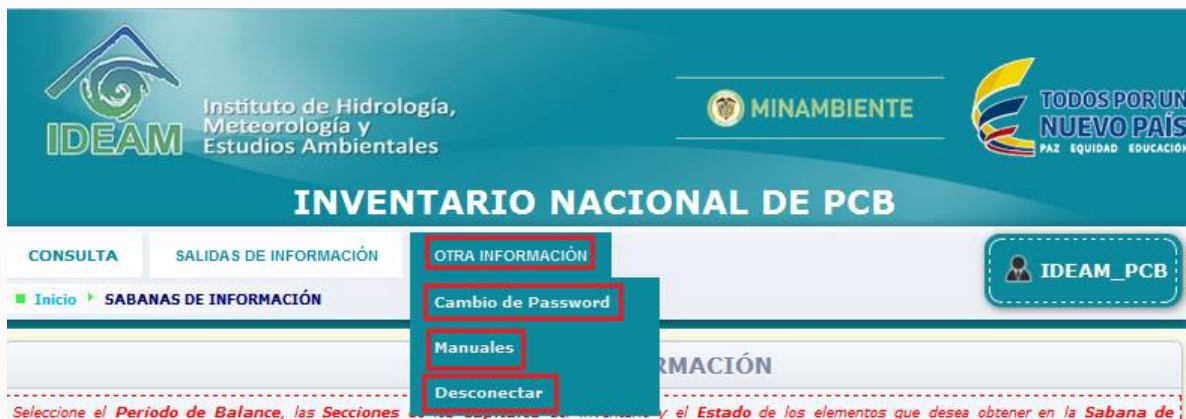 IDEAM
Instituto de Hidrología,
Meteorología y
Estudios Ambientales
MINAMBIENTE
TODOS POR UN
NUEVO PAÍS
PAZ EQUIDAD EDUCACIÓN
INVENTARIO NACIONAL DE PCB
CONSULTA SALIDAS DE INFORMACIÓN OTRA INFORMACIÓN
IDEAM_PCB
Inicio SABANAS DE INFORMACIÓN
Cambio de Password
Manuales
Desconectar
RMACIÓN
Seleccione el Periodo de Balance, las Secciones y el Estado de los elementos que desea obtener en la Sabana de